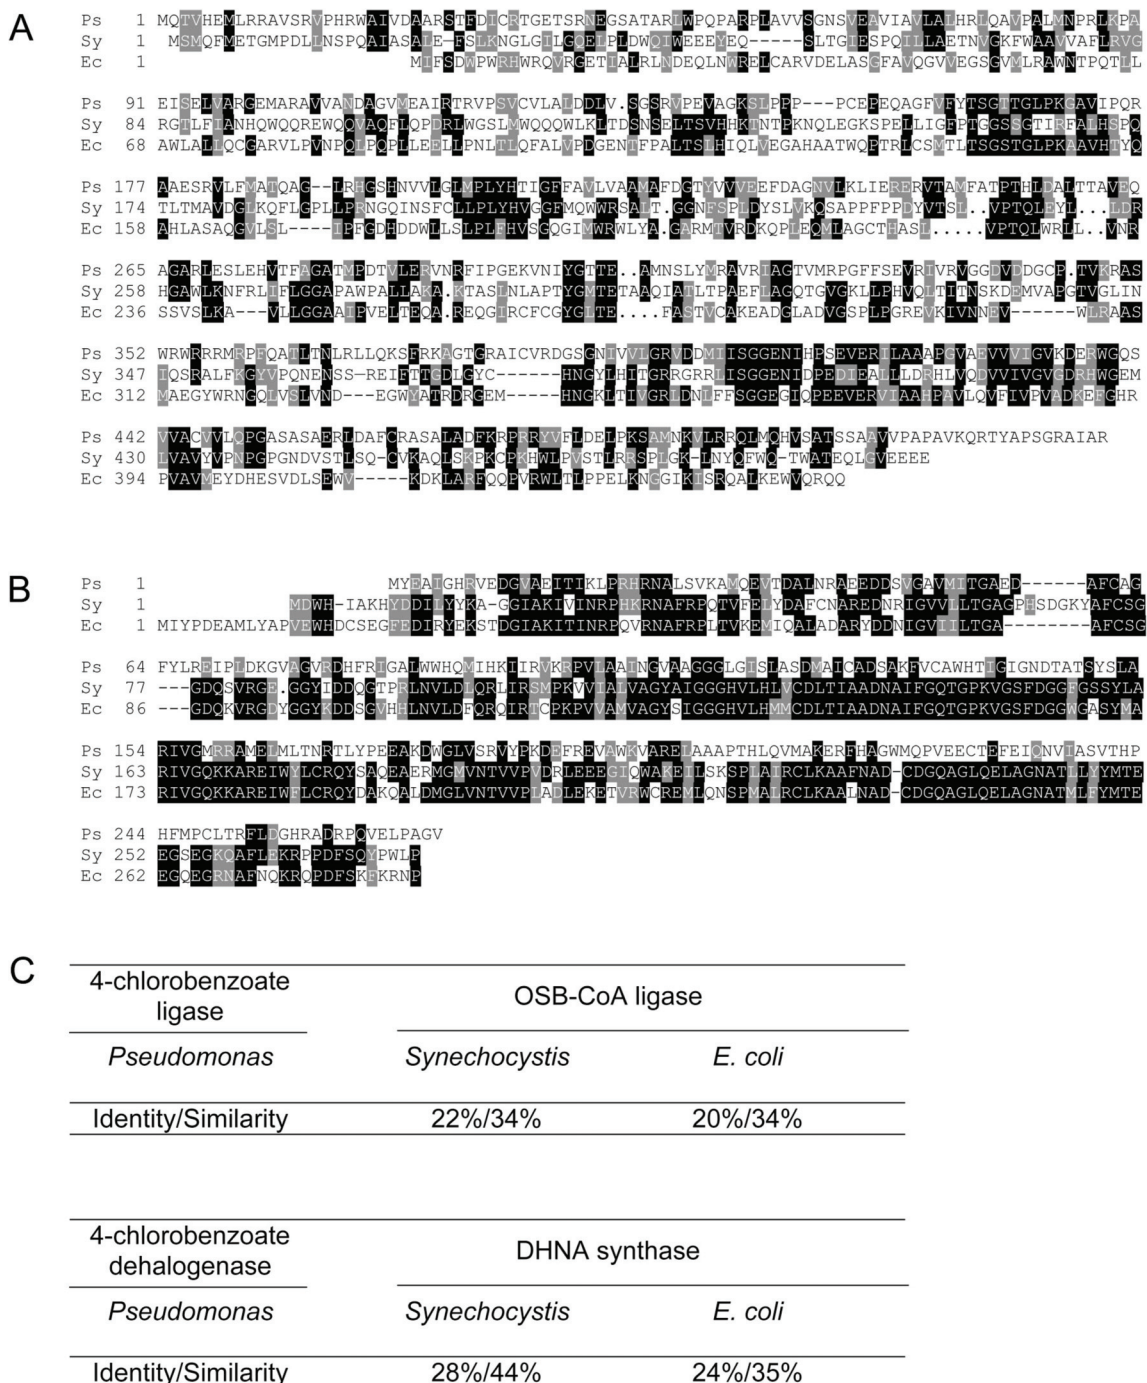 A
Ps 1 MQTVHEMLRRAVSRVPHRWAIVDAARSTFDICRTGETSRNEGSATARLWPQPARPLAVVSGNSVEAVIAVLALHRLQAVPALMNPRLKPA
Sy 1 MSMQFMETGMPDLLNSPQAIASALE-FSLKNGLGILGQELPLDWQIWEEEYEQ-----SLTGIESPQILLAETNVGKFWAAVVAFLRVG
Ec 1 MIFSDWPWRHWRQVRGETIALRLNDEQLNWRELCARVDELASGFAVQGVVEGSGVMLRAWNTPQTLL
Ps 91 EISELVARGEMARAVVANDAGVMEAIRTRVPSVCVLALDDLV.SGSRVPEVAGKSLPPP---PCEPEQAGFVFYTSGTTGLPKGAVIPQR
Sy 84 RGTLFLANHQWQQREWQQVAQFLQPDRLWGSLMWQQQWLKLTDSNSELTSVHHKTNTPKNQLEGKSPELLIGFPTGGSSGTIRFALHSPQ
Ec 68 AWLALLQCGARVLPVNPQLPQPLLEELLPNLTLQFALVPDGENTFPALTSLHIQLVEGAHAATWQPTRLCSMTLTSGSTGLPKAAVHTYQ
Ps 177 AAESRVLFMATQAG--LRHGSHNVVLGLMPLYHTIGFFAVLVAAMAFDGTYVVVEEFDAGNVLKLIERERVTAMFATPTHLDALTTAVEQ
Sy 174 TLTMAVDGLKQFLGPLLPRNGQINSFCLLPLYHVGGFMQWWRSALT.GGNFSPLDYSLVKQSAPPFPPDYVTSL..VPTQLEYL...LDR
Ec 158 AHLASAQGVLSL----IPFGDHDDWLLSLPLFHVSGQGIMWRWLYA.GARMTVRDKQPLEQMLAGCTHASL.....VPTQLWRLL..VNR
Ps 265 AGARLESLEHVTFAGATMPDTVLERVNRFIPGEKVNIYGTTE..AMNSLYMRAVRIAGTVMRPGFFSEVRIVRVGGDVDDGCP.TVKRAS
Sy 258 HGAWLKNFRLIFLGGAPAWPALLAKA.KTASLNLAPTYGMTETAAQIATLTPAEFLAGQTGVGKLLPHVQLTITNSKDEMVAPGTVGLIN
Ec 236 SSVSLKA---VLLGGAAIPVELTEQA.REQGIRCFCGYGLTE....FASTVCAKEADGLADVGSPLPGREVKIVNNEV-----WLRAAS
Ps 352 WRWRRRMRPFQATLTNLRLLQKSFRKAGTGRAICVRDGSGNIVVLGRVDDMIISGGENIHPSEVERILAAAPGVAEVVVIGVKDERWGQS
Sy 347 IQSRALFKGYVPQNENSS-REIFTTGDLGYC------HNGYLHITGRRGRRLISGGENIDPEDIEALLLDRHLVQDVVIVGVGDRHWGEM
Ec 312 MAEGYWRNGQLVSLVND---EGWYATRDRGEM-----HNGKLTIVGRLDNLFFSGGEGIQPEEVERVIAAHPAVLQVFIVPVADKEFGHR
Ps 442 VVACVVLQPGASASAERLDAFCRASALADFKRPRRYVFLDELPKSAMNKVLRRQLMQHVSATSSAAVVPAPAVKQRTYAPSGRAIAR
Sy 430 LVAVYVPNPGPGNDVSTLSQ-CVKAQLSKPKCPKHWLPVSTLRRSPLGK-LNYQFWQ-TWATEQLGVEEEE
Ec 394 PVAVMEYDHESVDLSEWV-----KDKLARFQQPVRWLTLPPELKNGGIKISRQALKEWVQRQQ
B
Ps 1 MYEAIGHRVEDGVAEITIKLPRHRNALSVKAMQEVTDALNRAEEDDSVGAVMITGAED------AFCAG
Sy 1 MDWH-IAKHYDDILYYKA-GGIAKIVINRPHKRNAFRPQTVFELYDAFCNAREDNRIGVVLLTGAGPHSDGKYAFCSG
Ec 1 MIYPDEAMLYAPVEWHDCSEGFEDIRYEKSTDGIAKITINRPQVRNAFRPLTVKEMIQALADARYDDNIGVIILTGA---------AFCSG
Ps 64 FYLREIPLDKGVAGVRDHFRIGALWWHQMIHKIIRVKRPVLAAINGVAAGGGLGISLASDMAICADSAKFVCAWHTIGIGNDTATSYSLA
Sy 77 ---GDQSVRGE.GGYIDDQGTPRLNVLDLQRLIRSMPKVVIALVAGYAIGGGHVLHLVCDLTIAADNAIFGQTGPKVGSFDGGFGSSYLA
Ec 86 ---GDQKVRGDYGGYKDDSGVHHLNVLDFQRQIRTCPKPVVAMVAGYSIGGGHVLHMMCDLTIAADNAIFGQTGPKVGSFDGGWGASYMA
Ps 154 RIVGMRRAMELMLTNRTLYPEEAKDWGLVSRVYPKDEFREVAWKVARELAAAPTHLQVMAKERFHAGWMQPVEECTEFEIQNVIASVTHP
Sy 163 RIVGQKKAREIWYLCRQYSAQEAERMGMVNTVVPVDRLEEEGIQWAKEILSKSPLAIRCLKAAFNAD-CDGQAGLQELAGNATLLYYMTE
Ec 173 RIVGQKKAREIWFLCRQYDAKQALDMGLVNTVVPLADLEKETVRWCREMLQNSPMALRCLKAALNAD-CDGQAGLQELAGNATMLFYMTE
Ps 244 HFMPCLTRFLDGHRADRPQVELPAGV
Sy 252 EGSEGKQAFLEKRPPDFSQYPWLP
Ec 262 EGQEGRNAFNQKRQPDFSKFKRNP
C
4-chlorobenzoate
ligase
OSB-CoA ligase
Pseudomonas Synechocystis E. coli
Identity/Similarity 22%/34% 20%/34%
4-chlorobenzoate
dehalogenase
DHNA synthase
Pseudomonas Synechocystis E. coli
Identity/Similarity 28%/44% 24%/35%